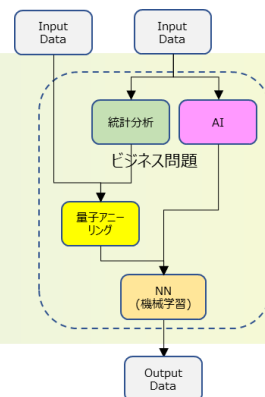 Input
Data
Input
Data
統計分析
AI
ビジネス問題
量子アニー
リング
NN
(機械学習)
Output
Data